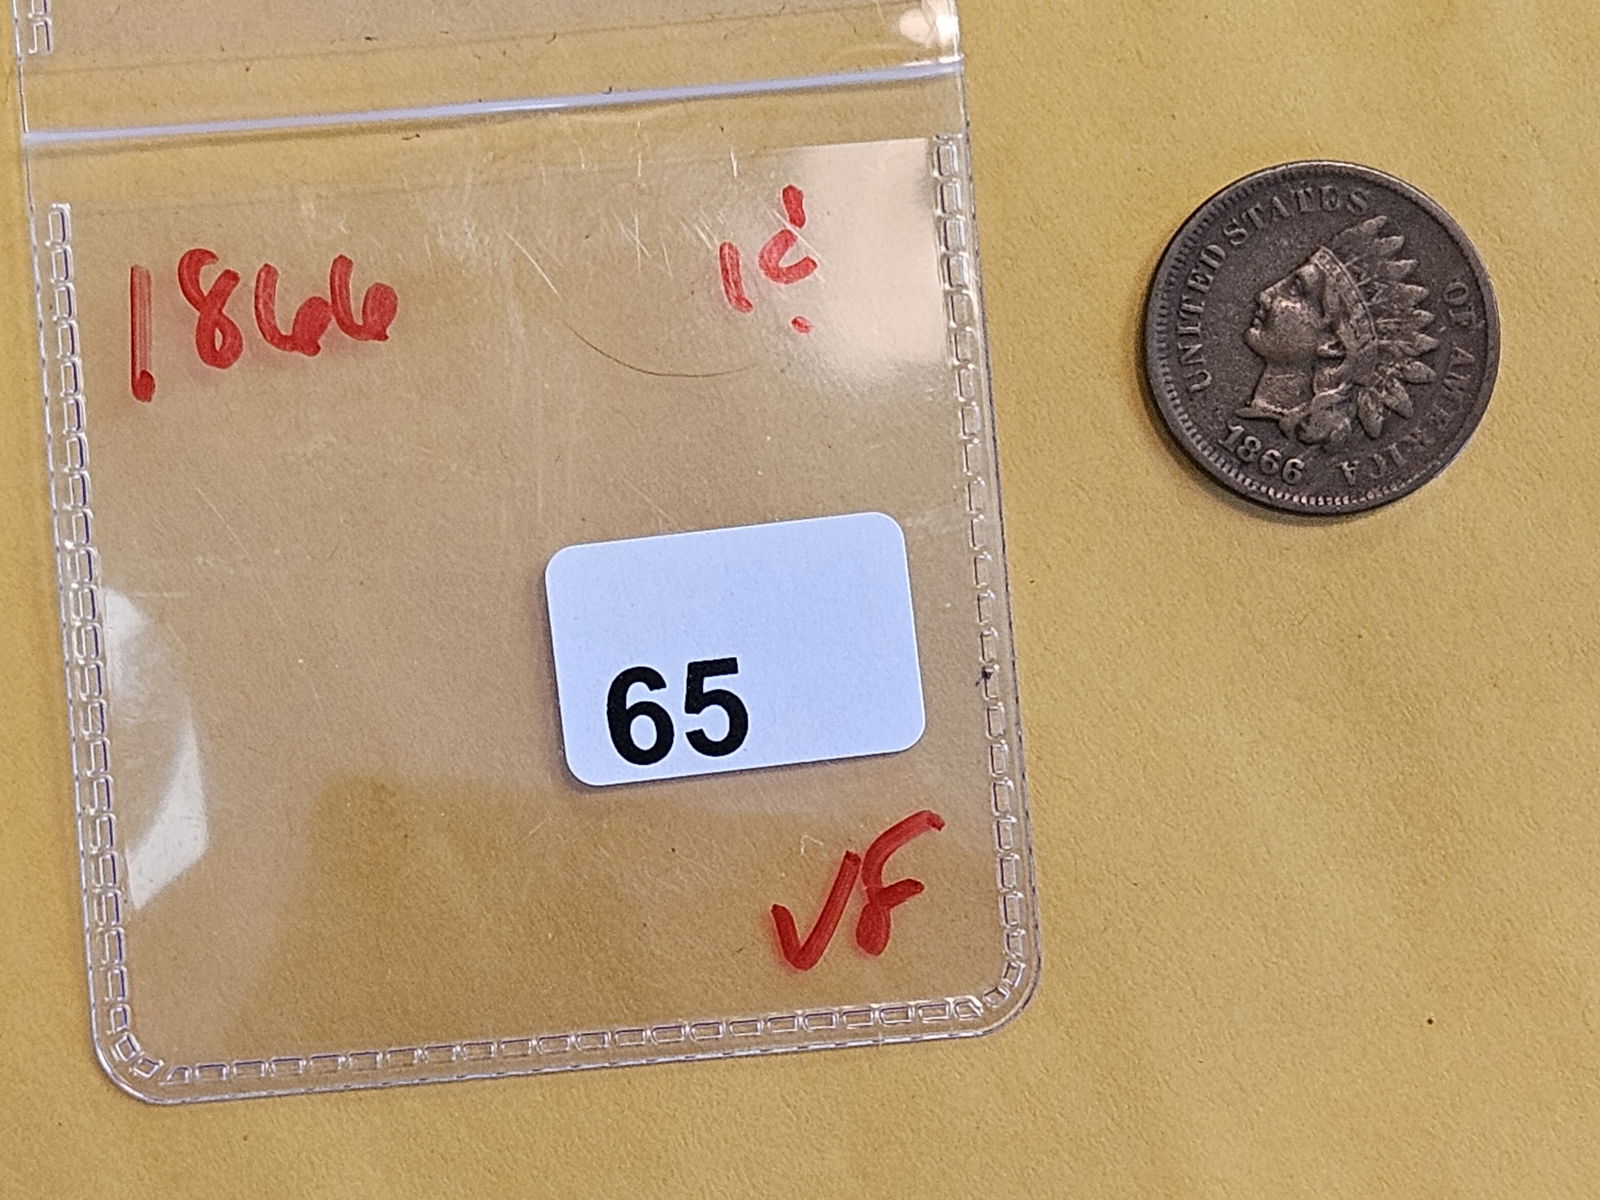 1866 1¢
65
VF
UNITED STATES OF AMERICA
1866